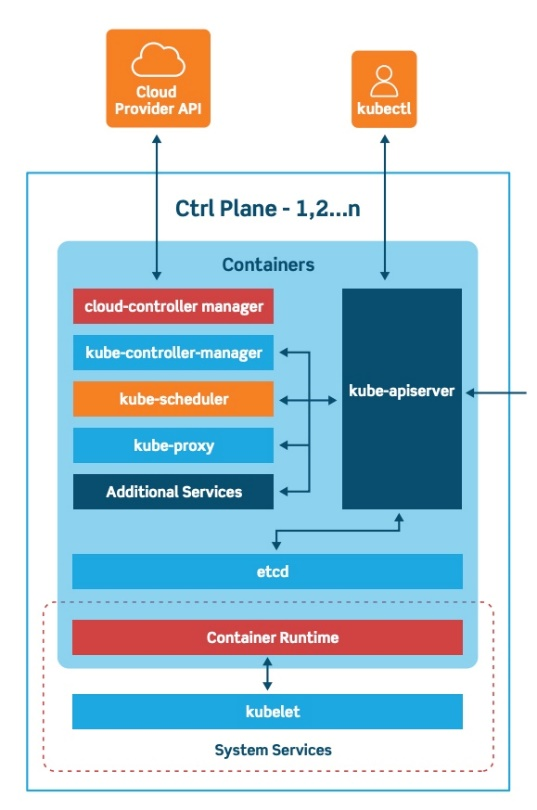 Cloud
Provider API
kubectl
Ctrl Plane - 1,2...n
Containers
cloud-controller manager
kube-controller-manager
kube-scheduler
kube-proxy
Additional Services
kube-apiserver
etcd
Container Runtime
kubelet
System Services